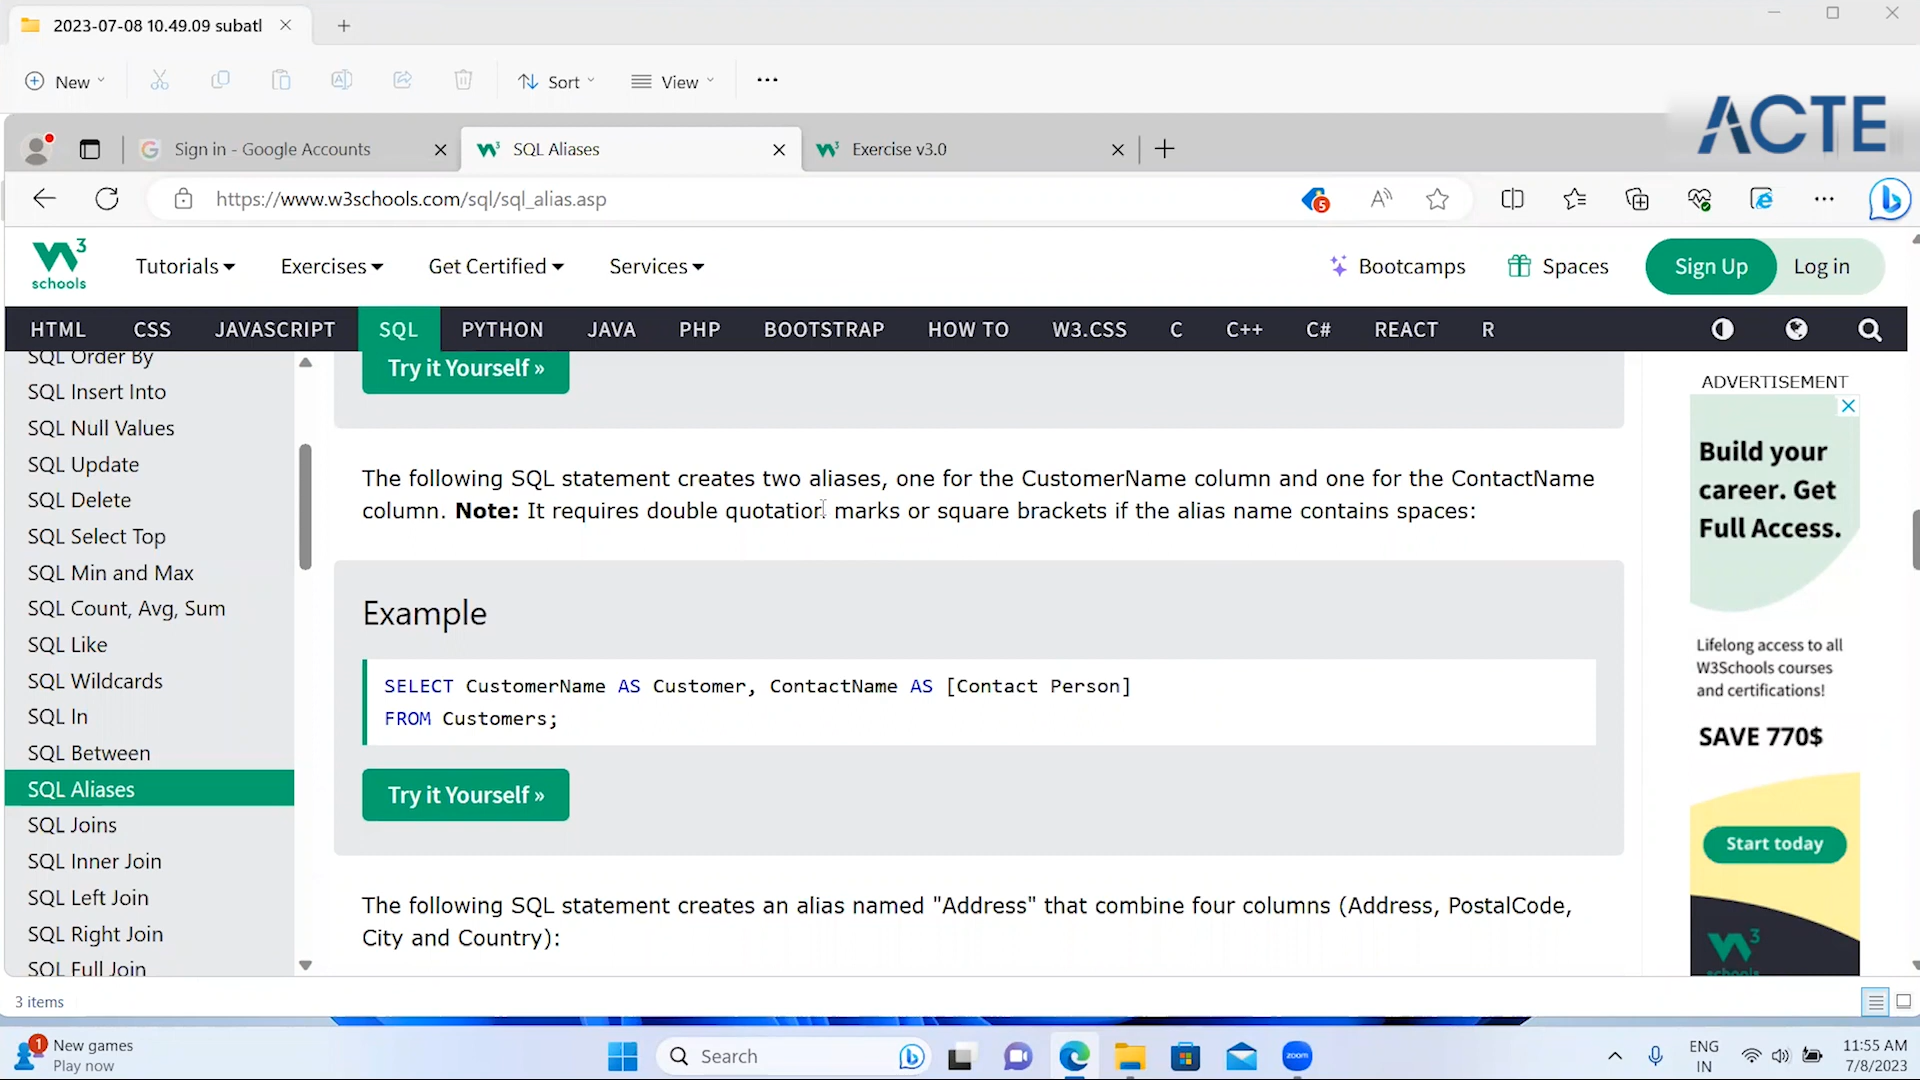 2023-07-08 10.49.09 subatl
New
Sort
View
ACTE
Sign in - Google Accounts
SQL Aliases
Exercise v3.0
https://www.w3schools.com/sql/sql_alias.asp
5
3
schools
Tutorials
Exercises
Get Certified
Services
Bootcamps
Spaces
Sign Up
Log in
HTML CSS JAVASCRIPT SQL PYTHON JAVA PHP BOOTSTRAP HOW TO W3.CSS C C++ C# REACT R
SQL Order By
SQL Insert Into
SQL Null Values
SQL Update
SQL Delete
SQL Select Top
SQL Min and Max
SQL Count, Avg, Sum
SQL Like
SQL Wildcards
SQL In
SQL Between
SQL Aliases
SQL Joins
SQL Inner Join
SQL Left Join
SQL Right Join
SQL Full Join
Try it Yourself »
The following SQL statement creates two aliases, one for the CustomerName column and one for the ContactName
column. Note: It requires double quotation marks or square brackets if the alias name contains spaces:
Example
SELECT CustomerName AS Customer, ContactName AS [Contact Person]
FROM Customers;
Try it Yourself »
The following SQL statement creates an alias named "Address" that combine four columns (Address, PostalCode,
City and Country):
ADVERTISEMENT
Build your
career. Get
Full Access.
Lifelong access to all
W3Schools courses
and certifications!
SAVE 770$
Start today
3
schools
3 items
1
New games
Play now
Search
zoom
ENG
IN
11:55 AM
7/8/2023